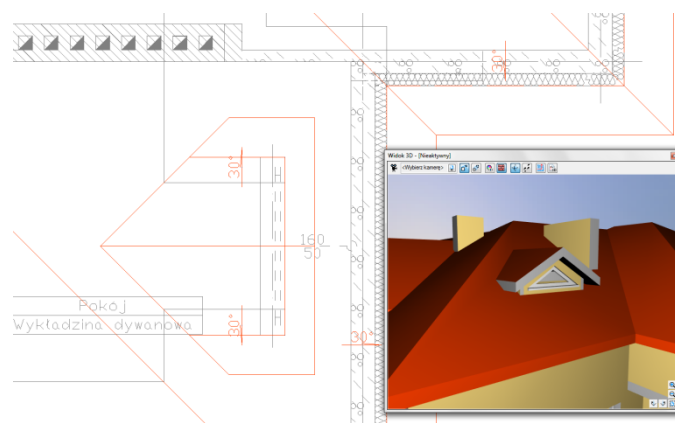 30°
Widok 3D - [Nieaktywny]
<Wybierz kamerę>
30°
160
50
Pokój
Wykładzina dywanowa
30°
30°